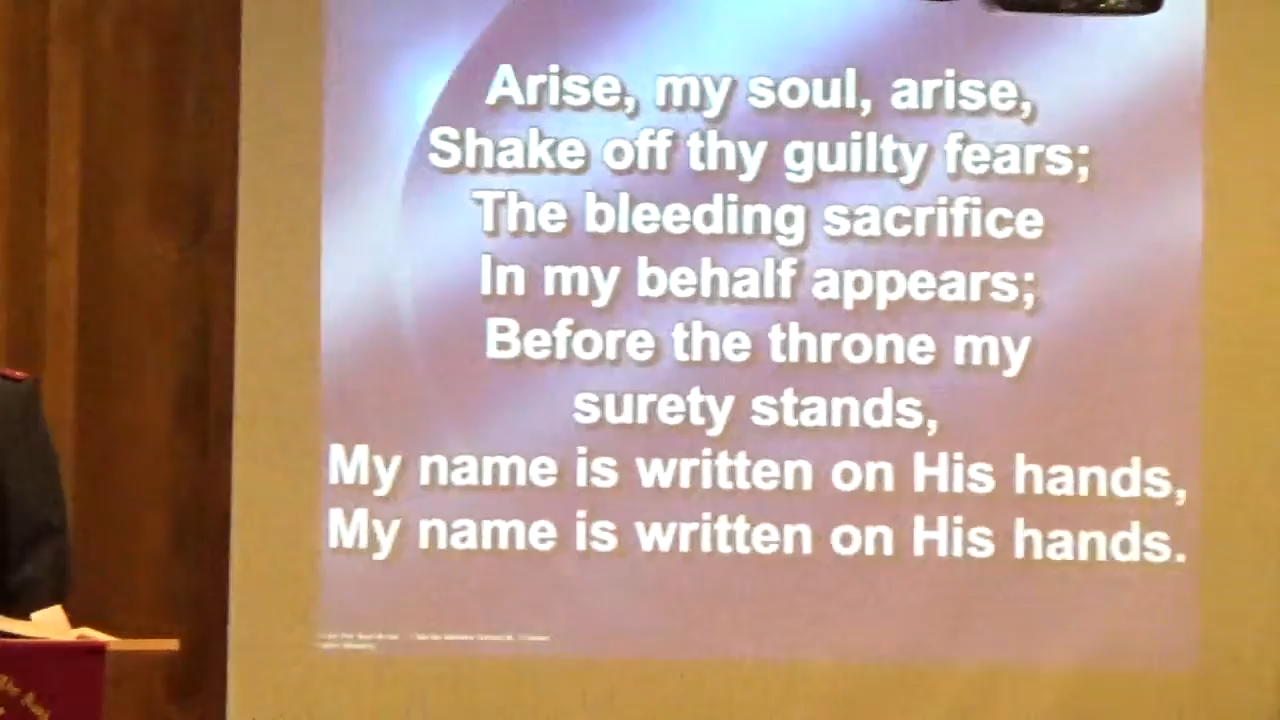 Arise, my soul, arise,
Shake off thy guilty fears;
The bleeding sacrifice
In my behalf appears;
Before the throne my
surety stands,
My name is written on His hands,
My name is written on His hands.